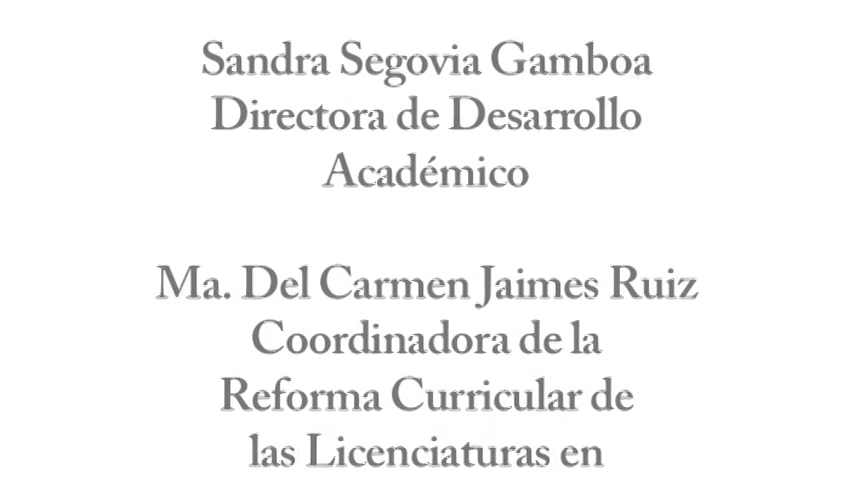 Sandra Segovia Gamboa
Directora de Desarrollo
Académico
Ma. Del Carmen Jaimes Ruiz
Coordinadora de la
Reforma Curricular de
las Licenciaturas en